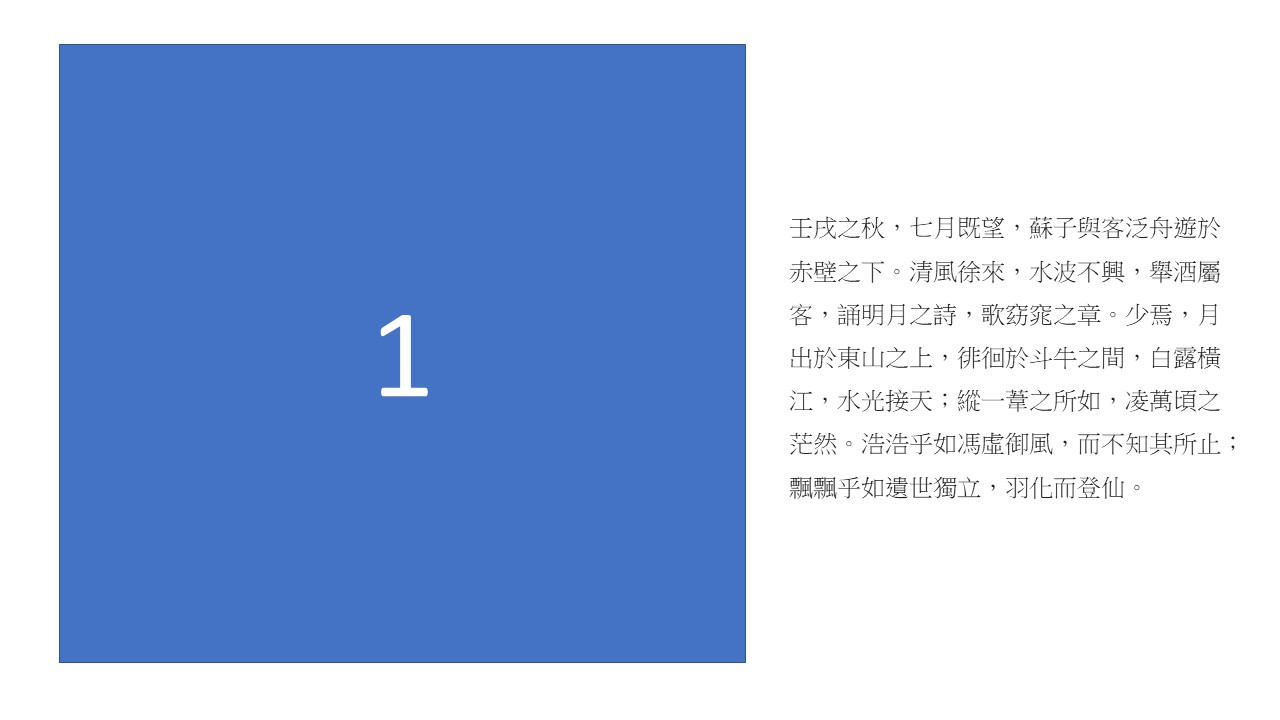 1
壬戌之秋，七月既望，蘇子與客泛舟遊於
赤壁之下。清風徐來，水波不興，舉酒屬
客，誦明月之詩，歌窈窕之章。少焉，月
出於東山之上，徘徊於斗牛之間，白露橫
江，水光接天；縱一葦之所如，凌萬頃之
茫然。浩浩乎如馮虛御風，而不知其所止；
飄飄乎如遺世獨立，羽化而登仙。